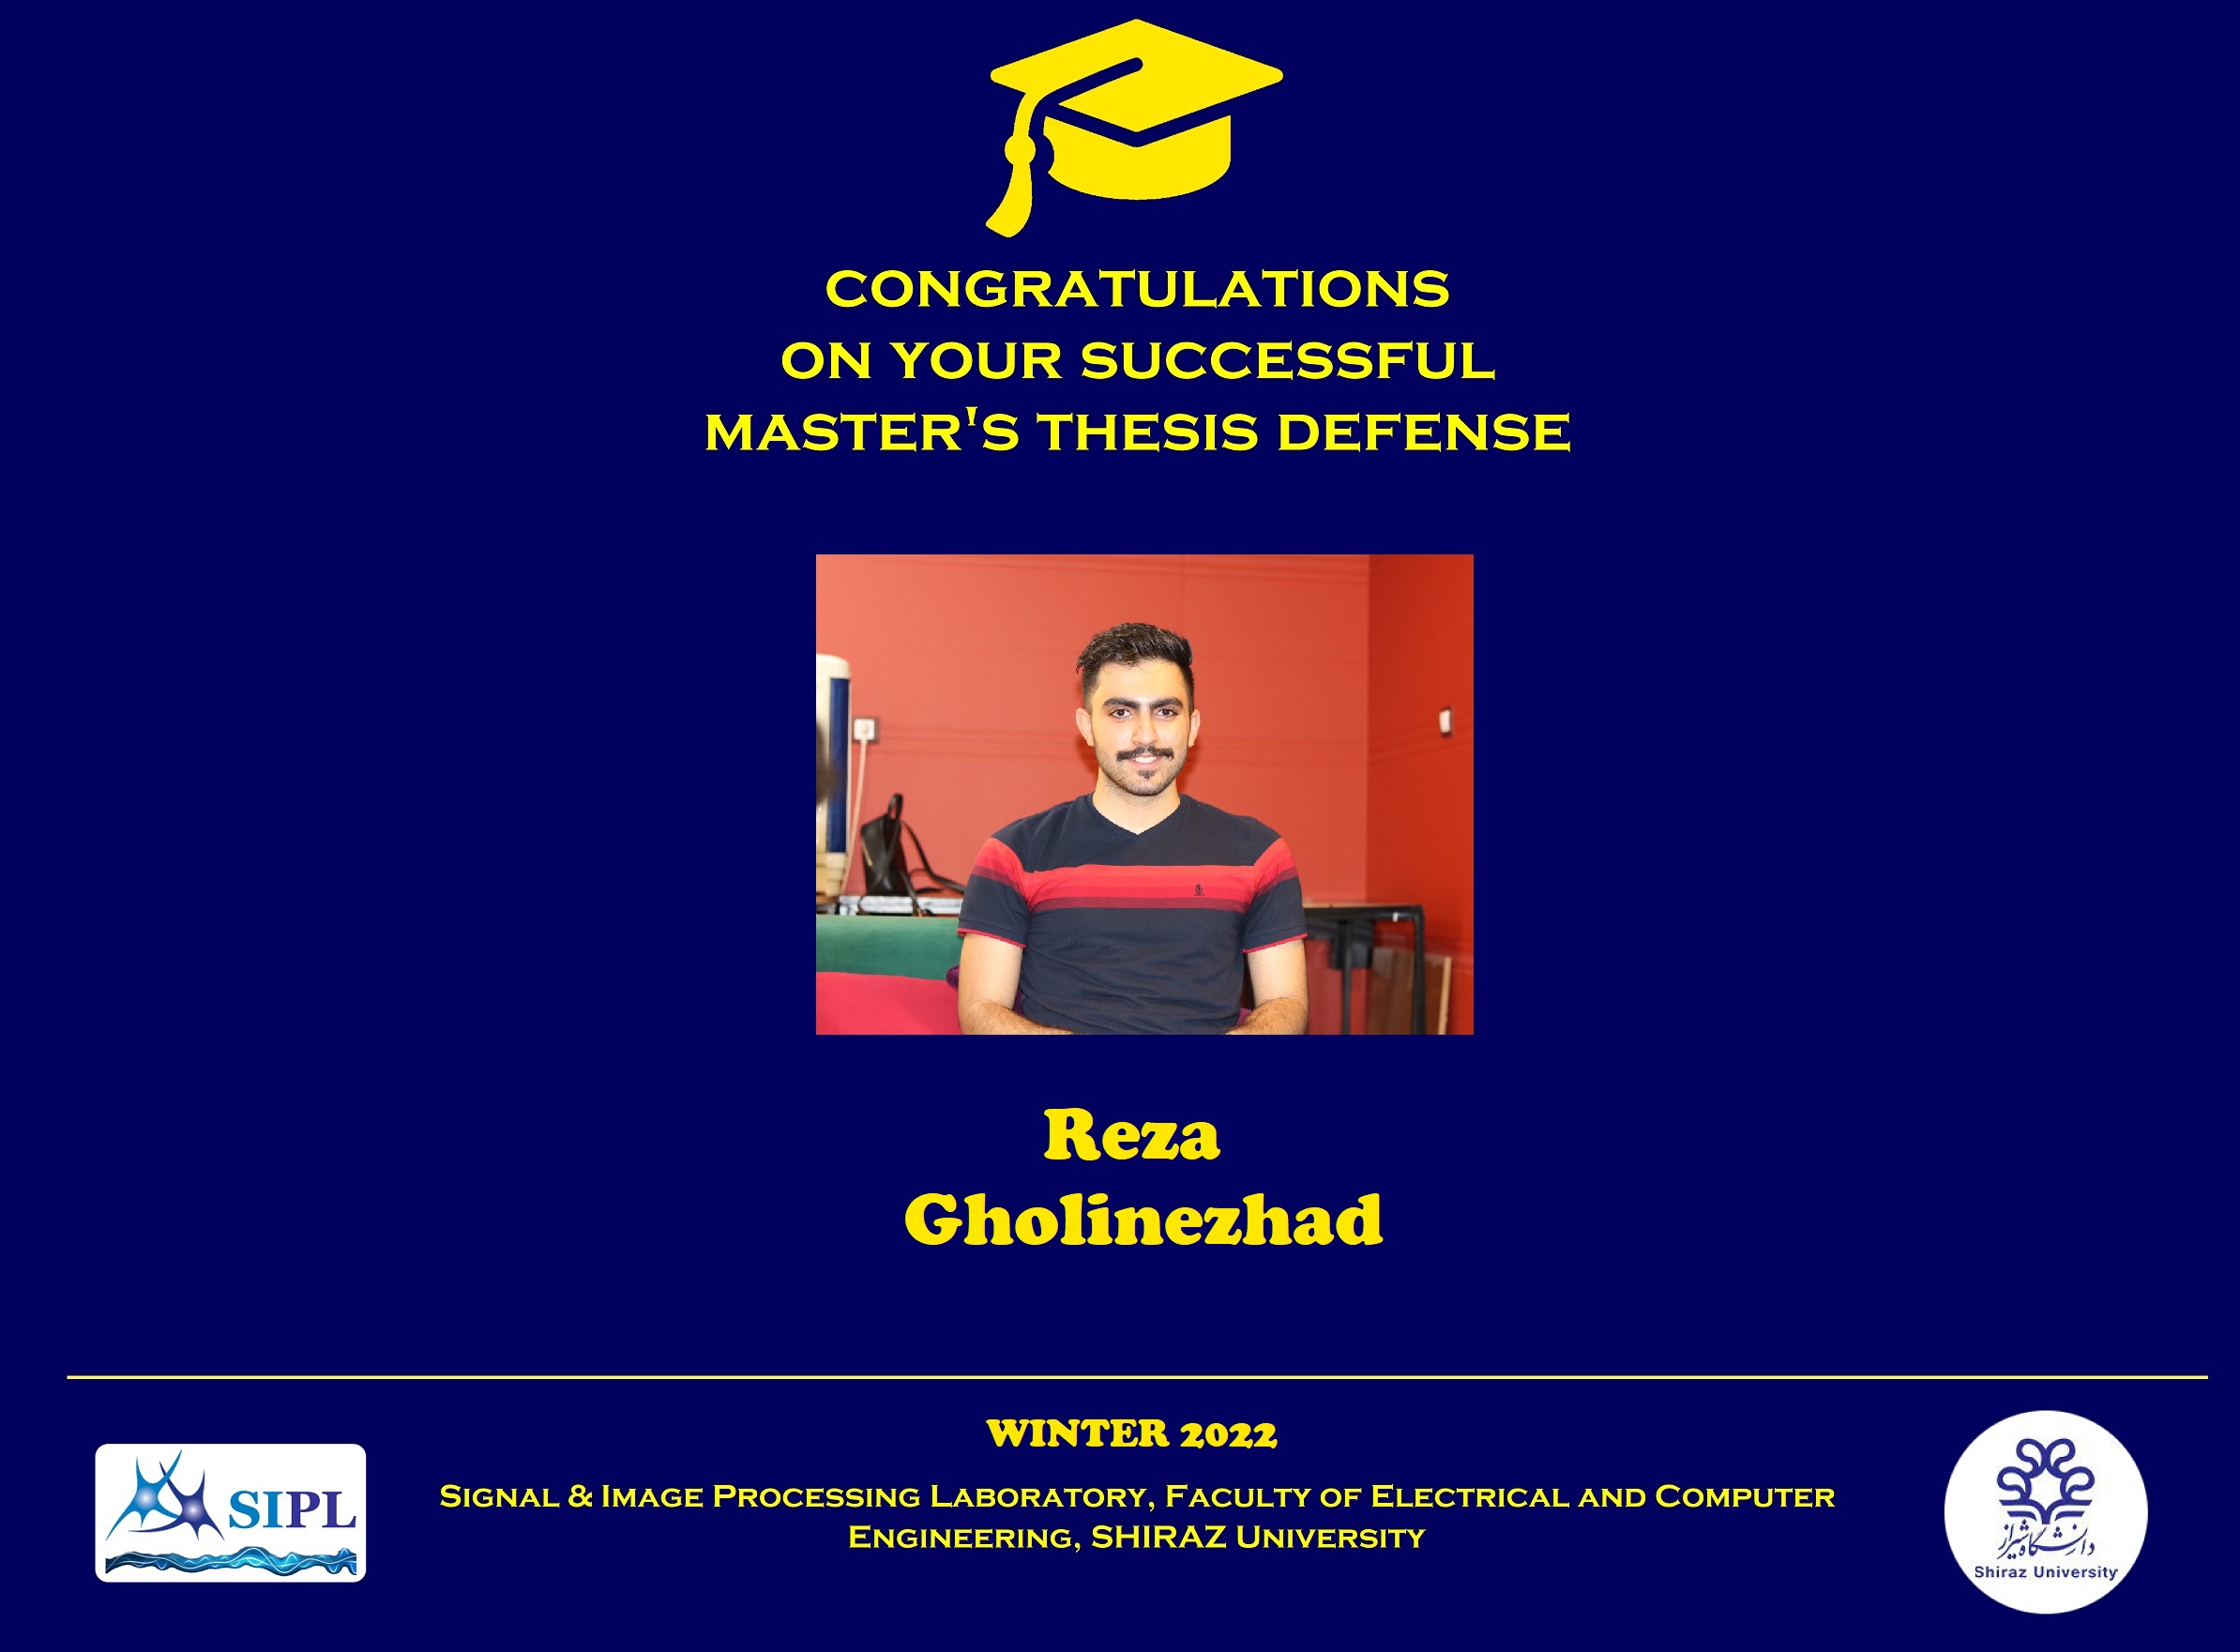 CONGRATULATIONS
ON YOUR SUCCESSFUL
MASTER'S THESIS DEFENSE
Reza
Gholinezhad
WINTER 2022
SIGNAL & IMAGE PROCESSING LABORATORY, FACULTY OF ELECTRICAL AND COMPUTER
ENGINEERING, SHIRAZ UNIVERSITY
SIPL
دانشگاه شیراز
Shiraz University